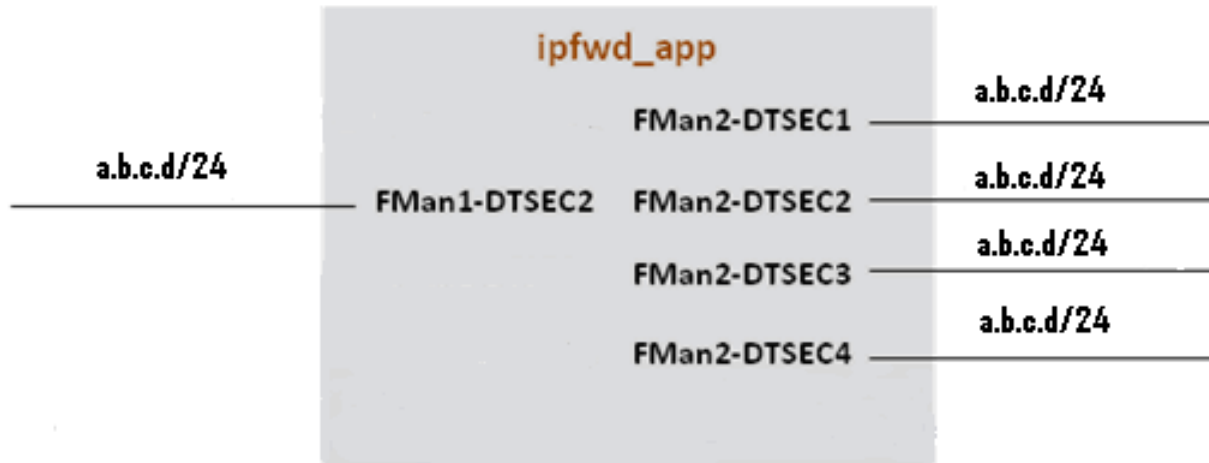 ipfwd_app
a.b.c.d/24
FMan2-DTSEC1
a.b.c.d/24
FMan1-DTSEC2
FMan2-DTSEC2
a.b.c.d/24
FMan2-DTSEC3
a.b.c.d/24
FMan2-DTSEC4
a.b.c.d/24